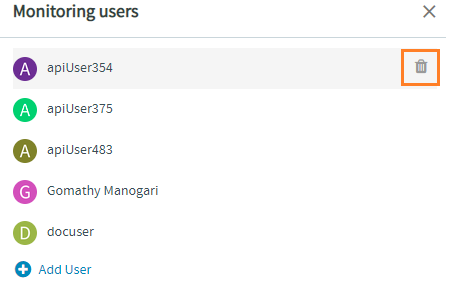 Monitoring users
A apiUser354
A apiUser375
A apiUser483
G Gomathy Manogari
D docuser
Add User